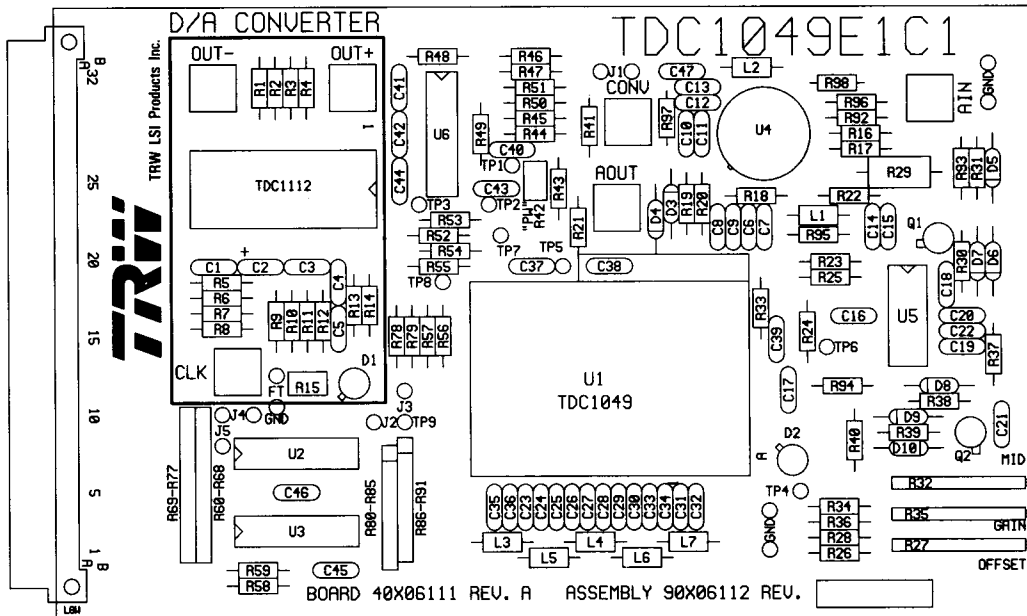 D/A CONVERTER
TDC1049E1C1
TRW LSI Products Inc.
TRW
B
A
32
25
20
15
10
5
1
A
B
LSW
OUT-
OUT+
R1
R2
R3
R4
1
TDC1112
+
C1
C2
C3
C4
R5
R6
R7
R8
R9
R10
R11
R12
C5
R13
R14
CLK
FT
R15
D1
C41
C42
C44
R48
U6
R49
R46
R47
R51
R50
R45
R44
C40
TP1
C43
TP3
TP2
"PW"
R42
R43
R53
R52
R54
R55
TP7
TP8
TP5
C37
C38
J1
CONV
R41
AOUT
R21
C47
C13
C12
R97
C10
C11
L2
U4
D4
D3
R19
R20
R18
C8
C9
C6
C7
R98
R96
R92
R16
R17
R29
R22
L1
R95
C14
C15
AIN
GND
R93
R31
D5
Q1
R23
R25
R30
D7
D6
C18
U5
C16
C20
C22
C19
R37
R33
C39
R24
TP6
C17
R94
D8
R38
D9
R39
D10
R40
C21
Q2
MID
U1
TDC1049
R78
R79
R57
R56
J3
J2
TP9
J4
J5
GND
U2
C46
U3
R69-R77
R60-R68
R80-R85
R86-R91
R59
R58
C45
C35
C36
C23
C24
C25
C26
C27
C28
C29
C30
C33
C34
C31
C32
L3
L5
L4
L6
L7
D2
A
TP4
GND
R34
R36
R28
R26
R32
R35
GAIN
R27
OFFSET
BOARD 40X06111 REV. A ASSEMBLY 90X06112 REV.